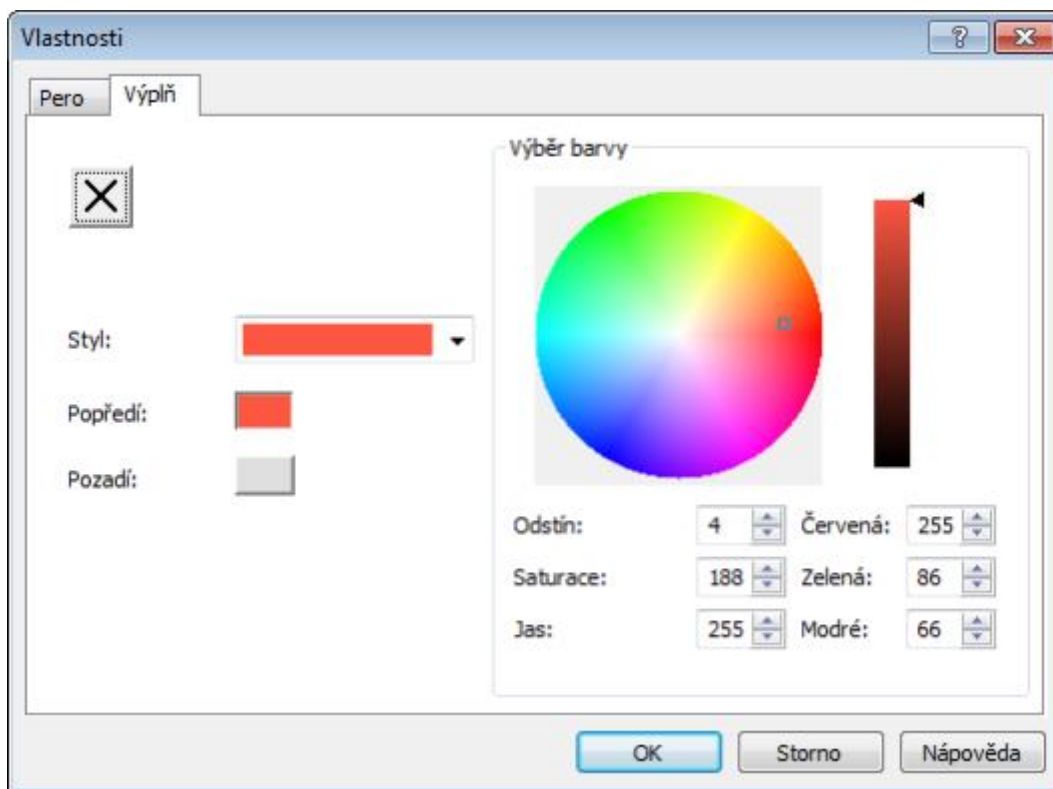 Vlastnosti
Pero
Výplň
Výběr barvy
Styl:
Popředí:
Pozadí:
Odstín: 4 Červená: 255
Saturace: 188 Zelená: 86
Jas: 255 Modré: 66
OK Storno Nápověda